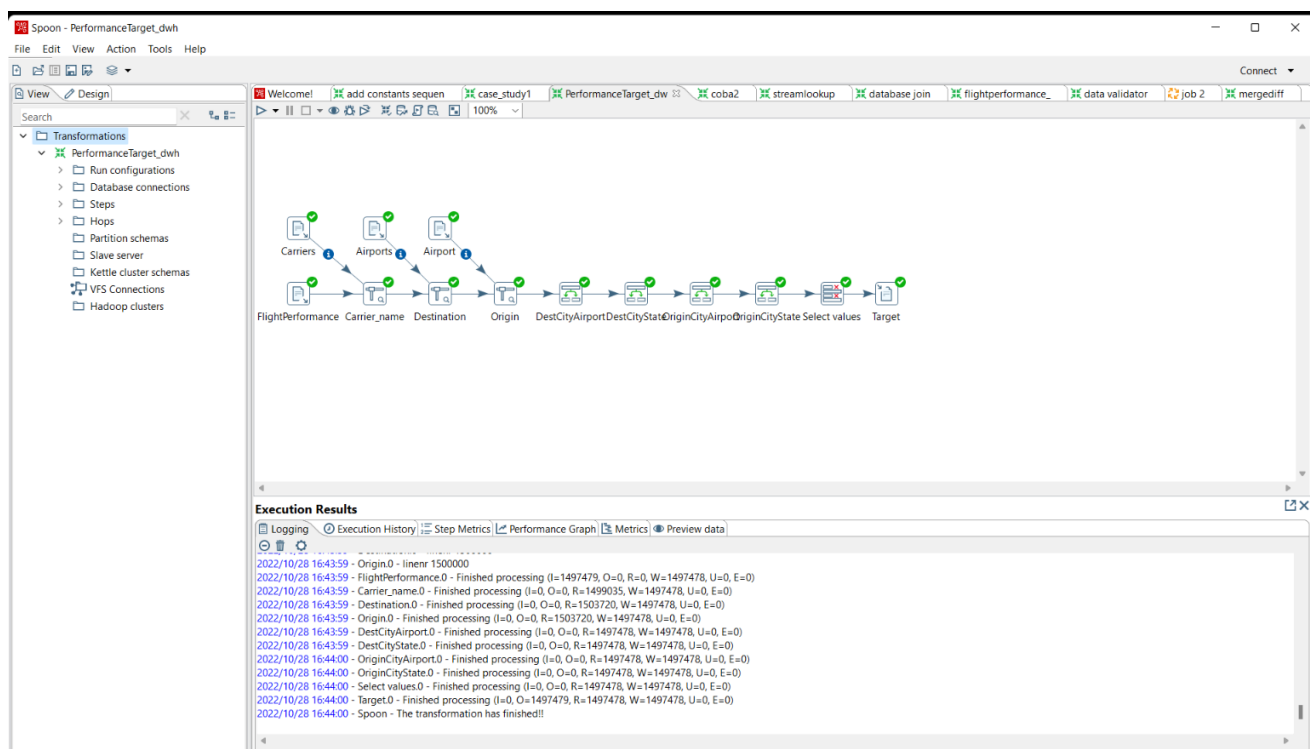 Spoon - PerformanceTarget_dwh
File Edit View Action Tools Help
Connect
View Design
Welcome! add constants sequen case_study1 PerformanceTarget_dw coba2 streamlookup database join flightperformance_ data validator job 2 mergediff
Search
100%
Transformations
PerformanceTarget_dwh
Run configurations
Database connections
Steps
Hops
Partition schemas
Slave server
Kettle cluster schemas
VFS Connections
Hadoop clusters
Carriers Airports Airport
FlightPerformance Carrier_name Destination Origin DestCityAirport DestCityState OriginCityAirport OriginCityState Select values Target
Execution Results
Logging Execution History Step Metrics Performance Graph Metrics Preview data
2022/10/28 16:43:59 - Origin.0 - linenr 1500000
2022/10/28 16:43:59 - FlightPerformance.0 - Finished processing (I=1497479, O=0, R=0, W=1497478, U=0, E=0)
2022/10/28 16:43:59 - Carrier_name.0 - Finished processing (I=0, O=0, R=1499035, W=1497478, U=0, E=0)
2022/10/28 16:43:59 - Destination.0 - Finished processing (I=0, O=0, R=1503720, W=1497478, U=0, E=0)
2022/10/28 16:43:59 - Origin.0 - Finished processing (I=0, O=0, R=1503720, W=1497478, U=0, E=0)
2022/10/28 16:43:59 - DestCityAirport.0 - Finished processing (I=0, O=0, R=1497478, W=1497478, U=0, E=0)
2022/10/28 16:43:59 - DestCityState.0 - Finished processing (I=0, O=0, R=1497478, W=1497478, U=0, E=0)
2022/10/28 16:44:00 - OriginCityAirport.0 - Finished processing (I=0, O=0, R=1497478, W=1497478, U=0, E=0)
2022/10/28 16:44:00 - OriginCityState.0 - Finished processing (I=0, O=0, R=1497478, W=1497478, U=0, E=0)
2022/10/28 16:44:00 - Select values.0 - Finished processing (I=0, O=0, R=1497478, W=1497478, U=0, E=0)
2022/10/28 16:44:00 - Target.0 - Finished processing (I=0, O=1497479, R=1497478, W=1497478, U=0, E=0)
2022/10/28 16:44:00 - Spoon - The transformation has finished!!